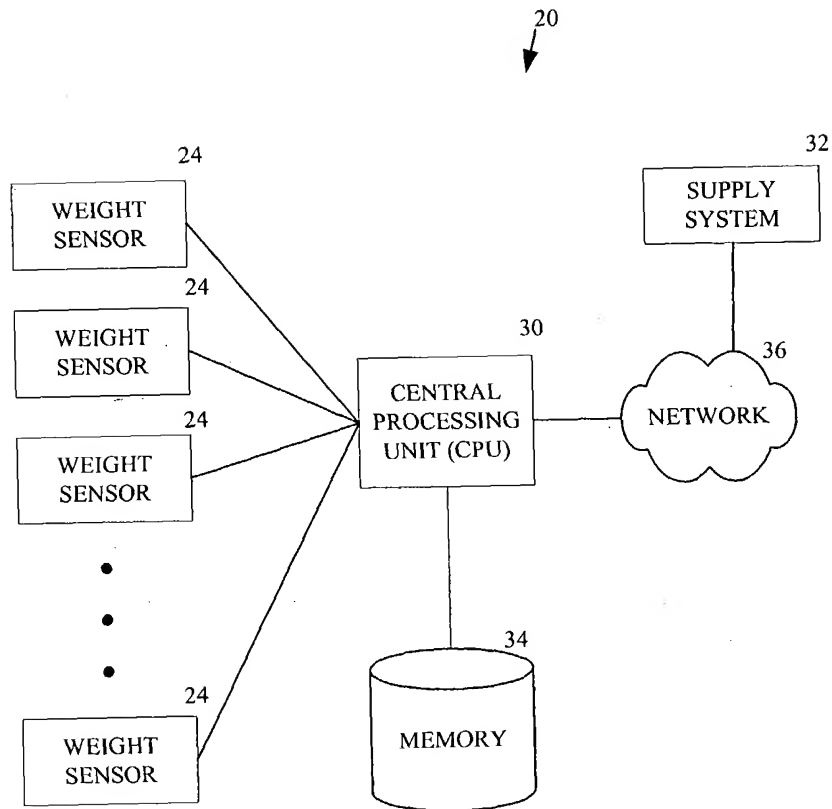 20
24
WEIGHT
SENSOR
32
SUPPLY
SYSTEM
24
WEIGHT
SENSOR
30
CENTRAL
PROCESSING
UNIT (CPU)
36
NETWORK
24
WEIGHT
SENSOR
34
MEMORY
24
WEIGHT
SENSOR